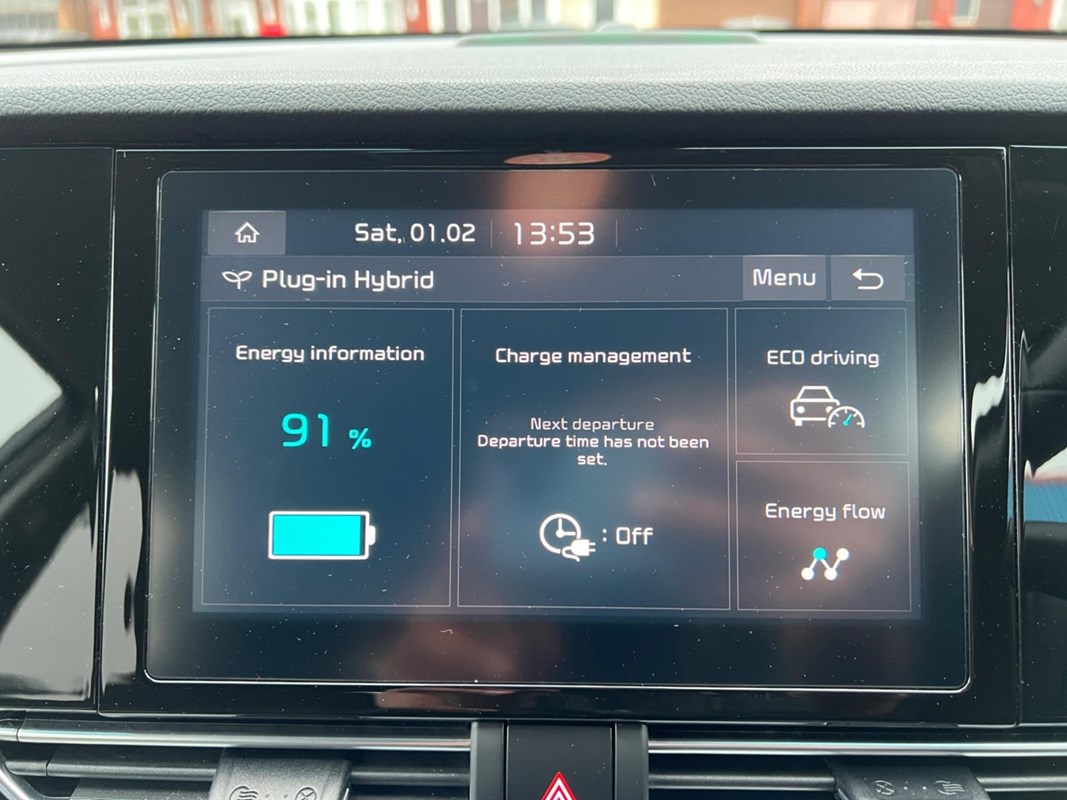 Sat, 01.02 13:53
Plug-in Hybrid Menu
Energy information
91 %
Charge management
Next departure
Departure time has not been
set.
: Off
ECO driving
Energy flow